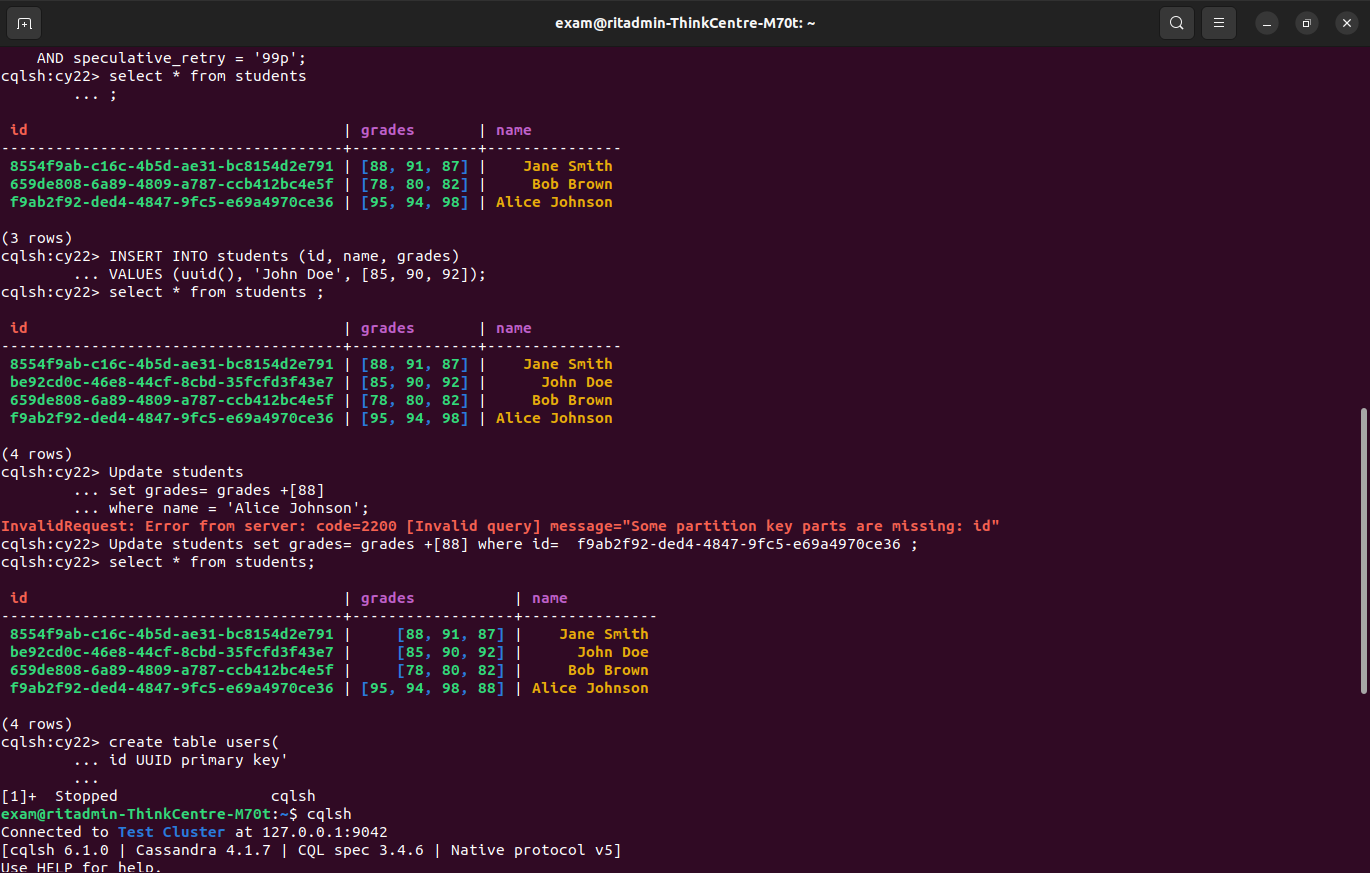 exam@ritadmin-ThinkCentre-M70t: ~
    AND speculative_retry = '99p';
cqlsh:cy22> select * from students
        ... ;

 id                                   | grades       | name
--------------------------------------+--------------+---------------
 8554f9ab-c16c-4b5d-ae31-bc8154d2e791 | [88, 91, 87] |    Jane Smith
 659de808-6a89-4809-a787-ccb412bc4e5f | [78, 80, 82] |     Bob Brown
 f9ab2f92-ded4-4847-9fc5-e69a4970ce36 | [95, 94, 98] | Alice Johnson

(3 rows)
cqlsh:cy22> INSERT INTO students (id, name, grades)
        ... VALUES (uuid(), 'John Doe', [85, 90, 92]);
cqlsh:cy22> select * from students ;

 id                                   | grades       | name
--------------------------------------+--------------+---------------
 8554f9ab-c16c-4b5d-ae31-bc8154d2e791 | [88, 91, 87] |    Jane Smith
 be92cd0c-46e8-44cf-8cbd-35fcfd3f43e7 | [85, 90, 92] |      John Doe
 659de808-6a89-4809-a787-ccb412bc4e5f | [78, 80, 82] |     Bob Brown
 f9ab2f92-ded4-4847-9fc5-e69a4970ce36 | [95, 94, 98] | Alice Johnson

(4 rows)
cqlsh:cy22> Update students
        ... set grades= grades +[88]
        ... where name = 'Alice Johnson';
InvalidRequest: Error from server: code=2200 [Invalid query] message="Some partition key parts are missing: id"
cqlsh:cy22> Update students set grades= grades +[88] where id=  f9ab2f92-ded4-4847-9fc5-e69a4970ce36 ;
cqlsh:cy22> select * from students;

 id                                   | grades           | name
--------------------------------------+------------------+---------------
 8554f9ab-c16c-4b5d-ae31-bc8154d2e791 |     [88, 91, 87] |    Jane Smith
 be92cd0c-46e8-44cf-8cbd-35fcfd3f43e7 |     [85, 90, 92] |      John Doe
 659de808-6a89-4809-a787-ccb412bc4e5f |     [78, 80, 82] |     Bob Brown
 f9ab2f92-ded4-4847-9fc5-e69a4970ce36 | [95, 94, 98, 88] | Alice Johnson

(4 rows)
cqlsh:cy22> create table users(
        ... id UUID primary key'
        ...
[1]+  Stopped                 cqlsh
exam@ritadmin-ThinkCentre-M70t:~$ cqlsh
Connected to Test Cluster at 127.0.0.1:9042
[cqlsh 6.1.0 | Cassandra 4.1.7 | CQL spec 3.4.6 | Native protocol v5]
Use HELP for help.